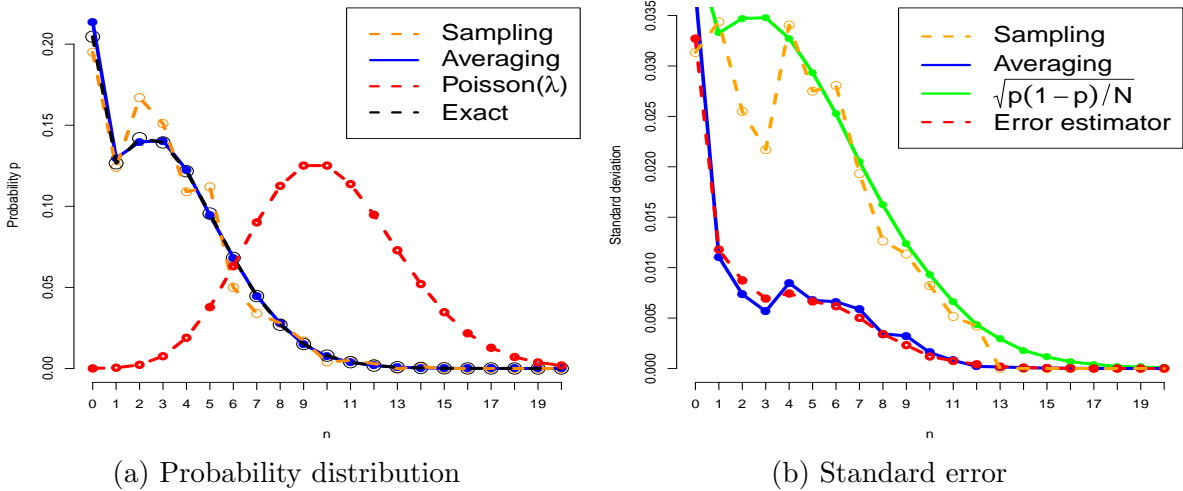 Probability p
0.00 0.05 0.10 0.15 0.20
Sampling
Averaging
Poisson(λ)
Exact
0 1 2 3 4 5 6 7 8 9 11 13 15 17 19
n
(a) Probability distribution
Standard deviation
0.000 0.005 0.010 0.015 0.020 0.025 0.030 0.035
Sampling
Averaging
√p(1−p)/N
Error estimator
0 1 2 3 4 5 6 7 8 9 11 13 15 17 19
n
(b) Standard error